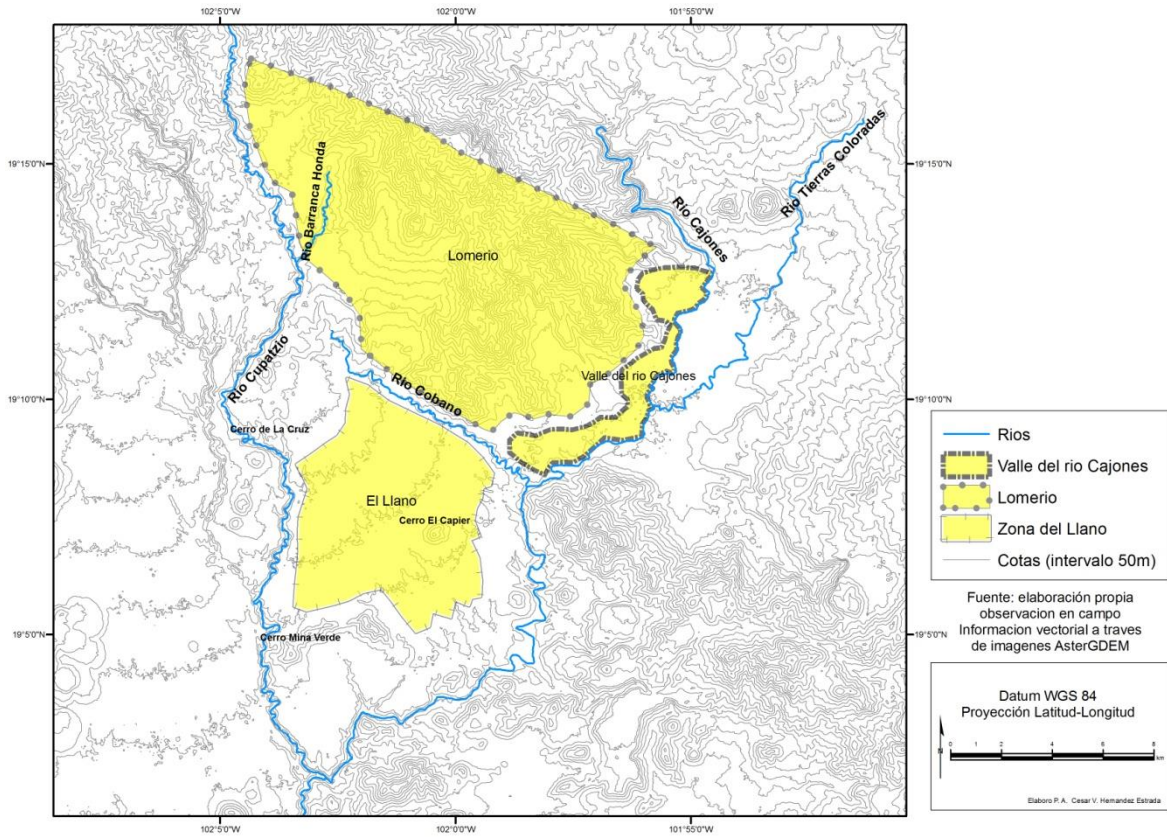 102°5'0"W
102°0'0"W
101°55'0"W
19°15'0"N
19°15'0"N
Río Barranca Honda
Río Tierras Coloradas
Río Cajones
Lomerio
Río Cupatzio
Valle del rio Cajones
Río Cobano
19°10'0"N
19°10'0"N
Cerro de La Cruz
El Llano
Cerro El Capier
19°5'0"N
19°5'0"N
Cerro Mina Verde
102°5'0"W
102°0'0"W
101°55'0"W
Rios
Valle del rio Cajones
Lomerio
Zona del Llano
Cotas (intervalo 50m)
Fuente: elaboración propia
observacion en campo
Informacion vectorial a traves
de imagenes AsterGDEM
Datum WGS 84
Proyección Latitud-Longitud
N
0 2 4 6 8
km
Elaboro P. A. Cesar V. Hernandez Estrada